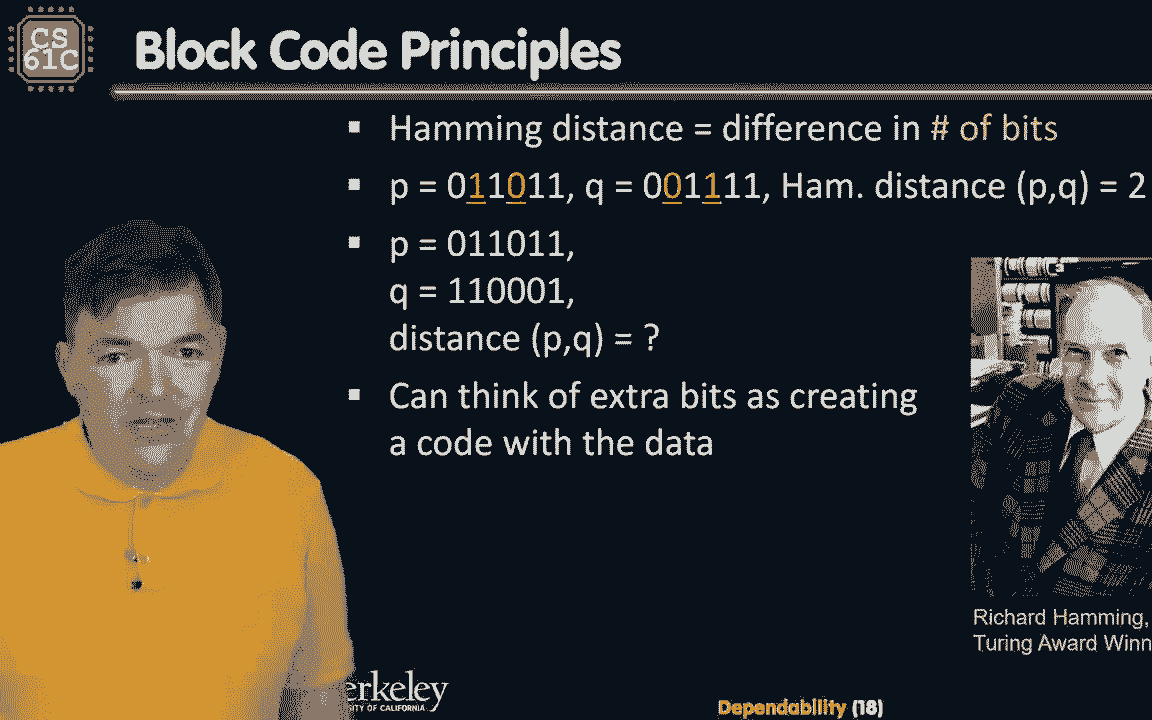 CS
61C
Block Code Principles
▪ Hamming distance = difference in # of bits
▪ p = 011011, q = 001111, Ham. distance (p,q) = 2
▪ p = 011011,
q = 110001,
distance (p,q) = ?
▪ Can think of extra bits as creating
a code with the data
Richard Hamming,
Turing Award Winn
erkeley
TY OF CALIFORNIA
Dependability (18)